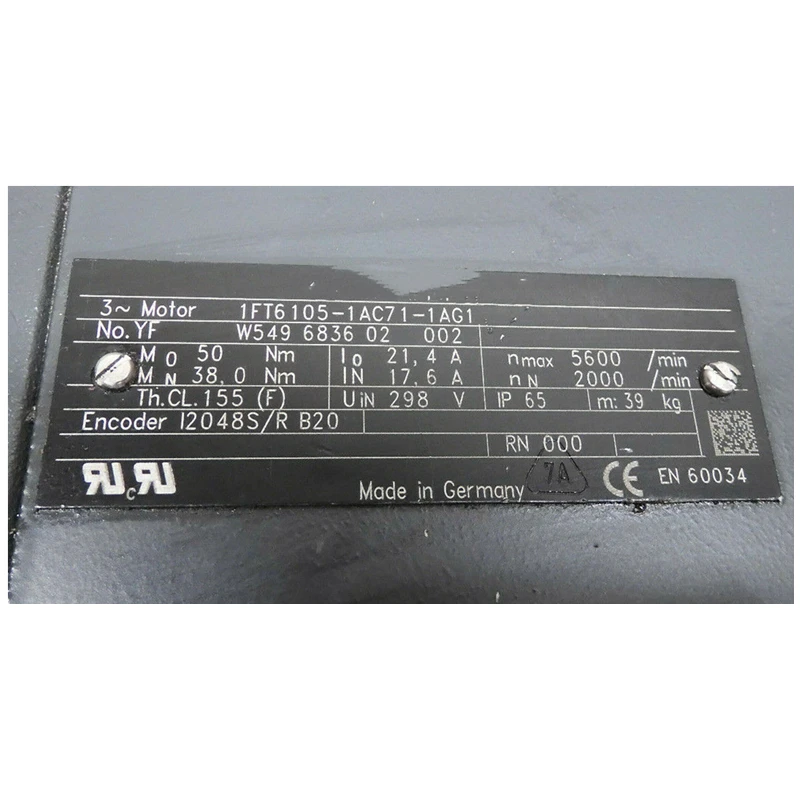 3~ Motor 1FT6105-1AC71-1AG1
No. YF W549 6836 02 002
M0 50 Nm I0 21,4 A nmax 5600 /min
MN 38,0 Nm IN 17,6 A nN 2000 /min
Th.CL.155 (F) UiN 298 V IP 65 m: 39 kg
Encoder I2048S/R B20
RN 000
RU c RU Made in Germany 7A CE EN 60034